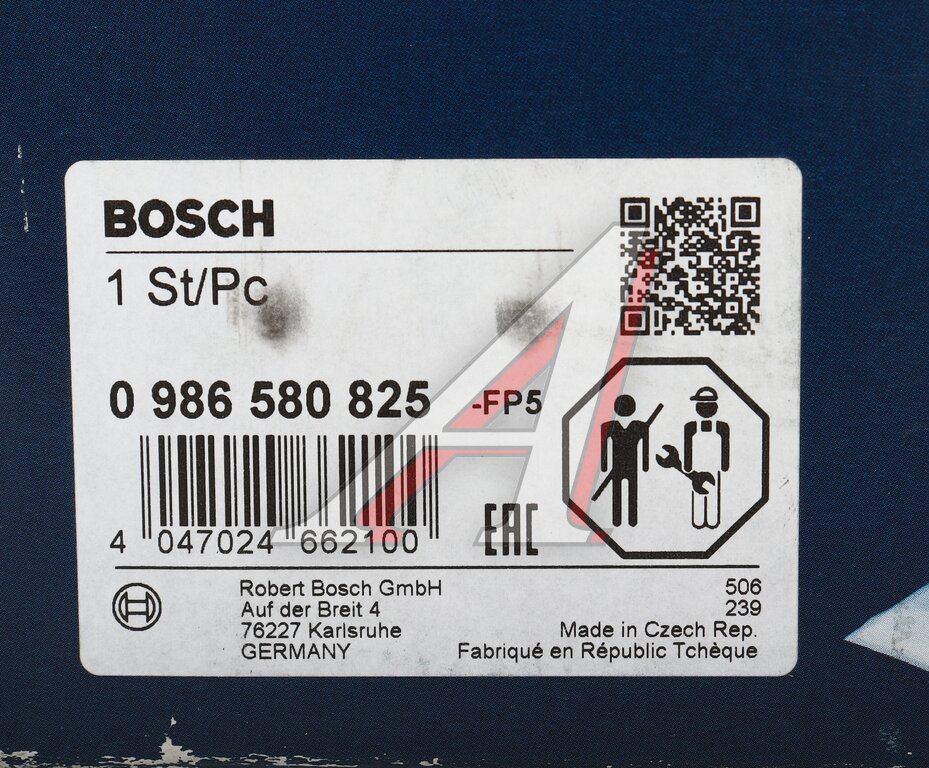 BOSCH
1 St/Pc
0 986 580 825 -FP5
4 047024 662100
EAC
Robert Bosch GmbH
Auf der Breit 4
76227 Karlsruhe
GERMANY
506
239
Made in Czech Rep.
Fabriqué en Républic Tchèque